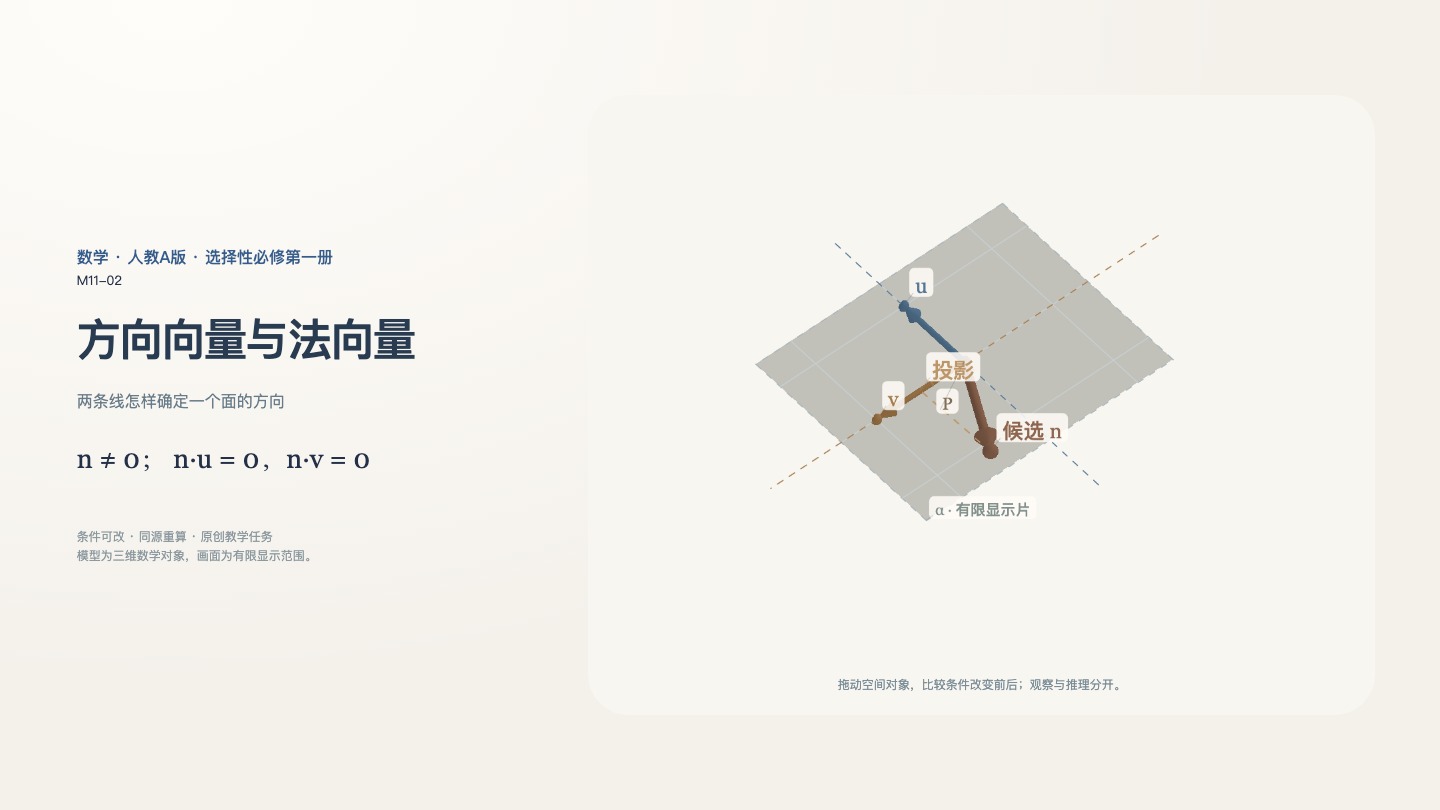 数学 · 人教A版 · 选择性必修第一册
M11–02
方向向量与法向量
两条线怎样确定一个面的方向
n ≠ 0； n·u = 0，n·v = 0
条件可改 · 同源重算 · 原创教学任务
模型为三维数学对象，画面为有限显示范围。
u
投影
v
P
候选 n
α · 有限显示片
拖动空间对象，比较条件改变前后；观察与推理分开。